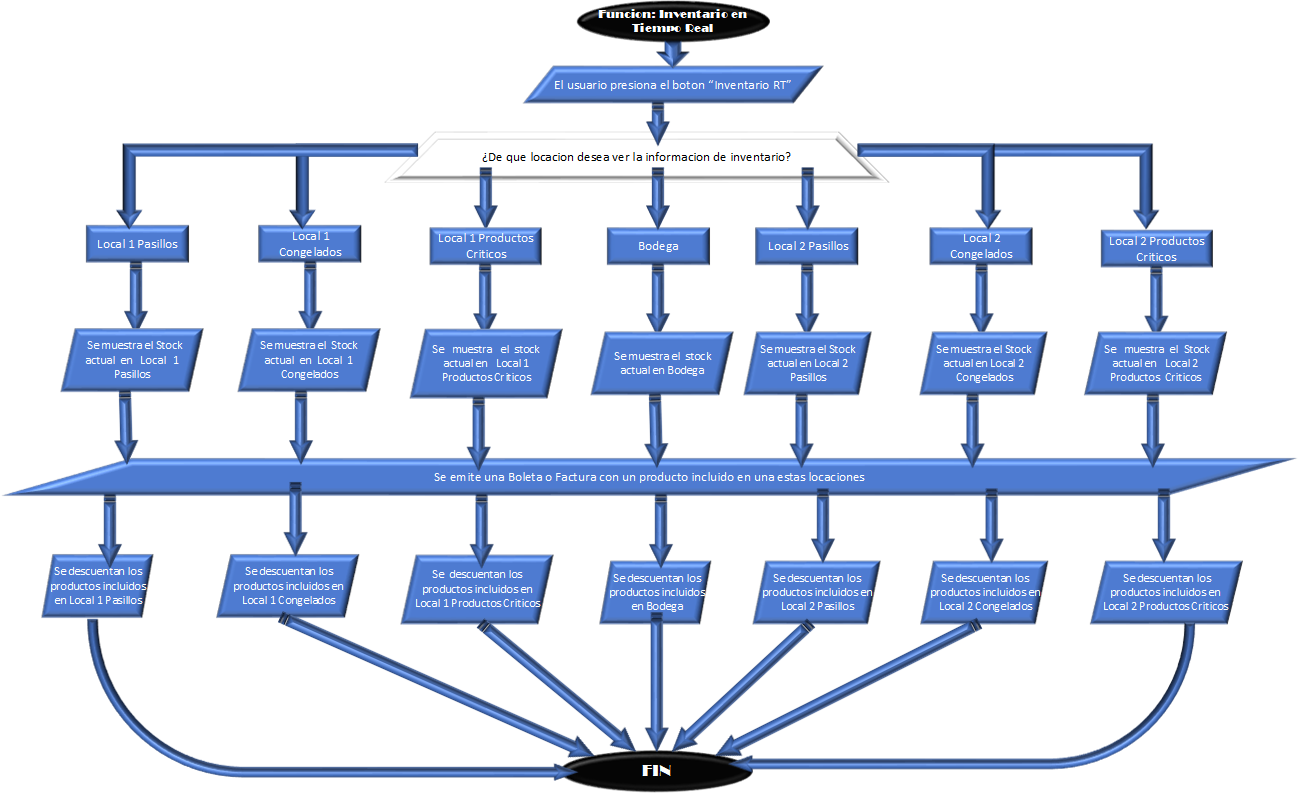 Funcion: Inventario en
Tiempo Real
El usuario presiona el boton “Inventario RT”
¿De que locacion desea ver la informacion de inventario?
Local 1 Pasillos
Local 1
Congelados
Local 1 Productos
Criticos
Bodega
Local 2 Pasillos
Local 2
Congelados
Local 2 Productos
Criticos
Se muestra el Stock
actual en Local 1
Pasillos
Se muestra el Stock
actual en Local 1
Congelados
Se muestra el stock
actual en Local 1
Productos Criticos
Se muestra el stock
actual en Bodega
Se muestra el Stock
actual en Local 2
Pasillos
Se muestra el Stock
actual en Local 2
Congelados
Se muestra el Stock
actual en Local 2
Productos Criticos
Se emite una Boleta o Factura con un producto incluido en una estas locaciones
Se descuentan los
productos incluidos
en Local 1 Pasillos
Se descuentan los
productos incluidos en
Local 1 Congelados
Se descuentan los
productos incluidos en
Local 1 Productos Criticos
Se descuentan los
productos incluidos
en Bodega
Se descuentan los
productos incluidos en
Local 2 Pasillos
Se descuentan los
productos incluidos en
Local 2 Congelados
Se descuentan los
productos incluidos en
Local 2 Productos Criticos
FIN